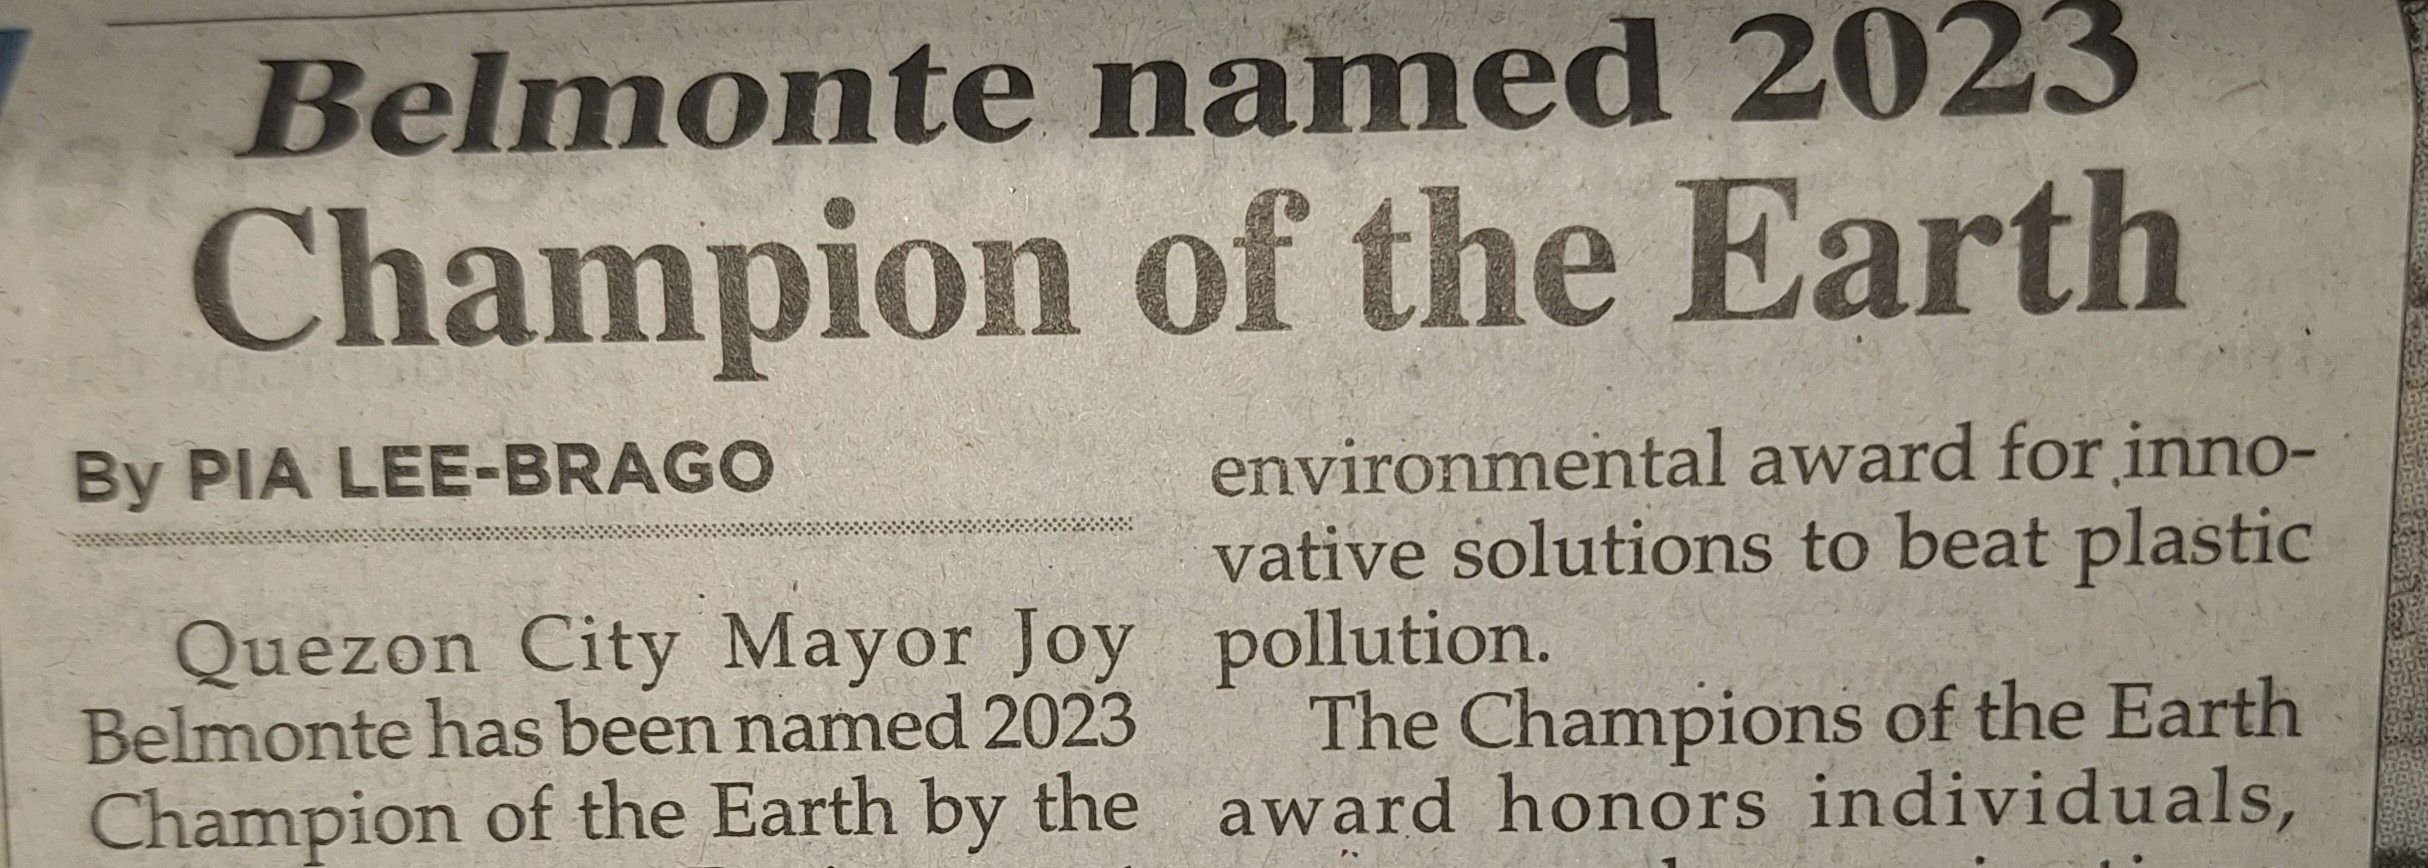 Belmonte named 2023
Champion of the Earth
By PIA LEE-BRAGO
Quezon City Mayor Joy
Belmonte has been named 2023
Champion of the Earth by the
environmental award for inno-
vative solutions to beat plastic
pollution.
The Champions of the Earth
award honors individuals,